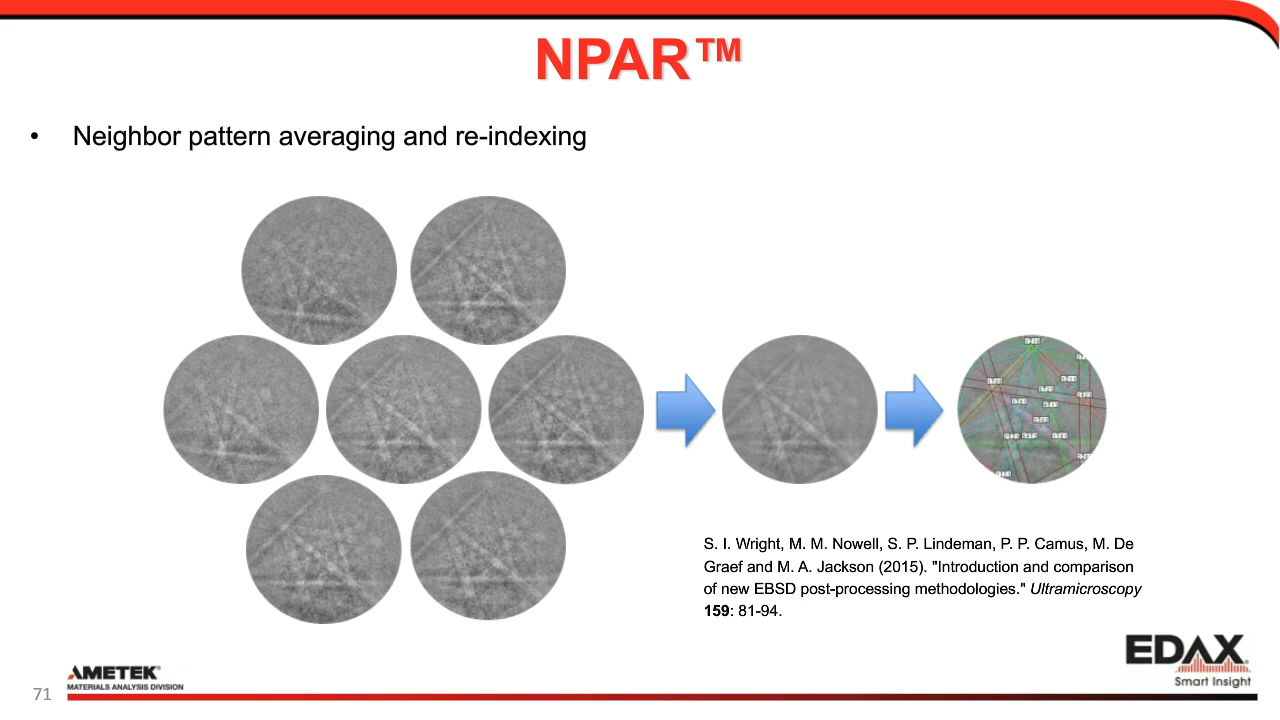 NPAR™
• Neighbor pattern averaging and re-indexing
S. I. Wright, M. M. Nowell, S. P. Lindeman, P. P. Camus, M. De
Graef and M. A. Jackson (2015). "Introduction and comparison
of new EBSD post-processing methodologies." Ultramicroscopy
159: 81-94.
EDAX
Smart Insight
AMETEK®
MATERIALS ANALYSIS DIVISION
71